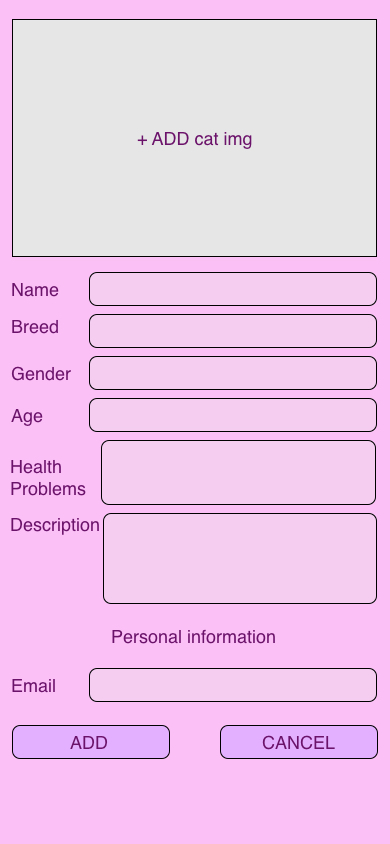 + ADD cat img
Name
Breed
Gender
Age
Health
Problems
Description
Personal information
Email
ADD
CANCEL